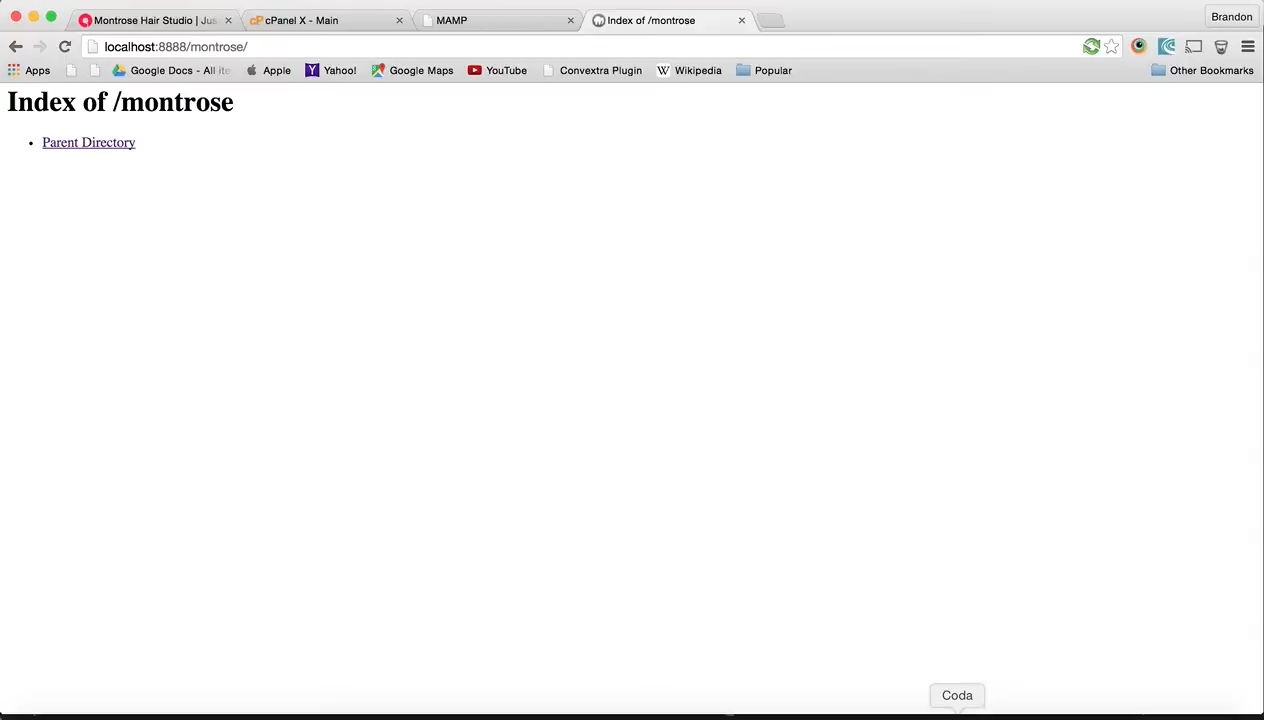 Montrose Hair Studio | Jus
cPanel X - Main
MAMP
Index of /montrose
Brandon
localhost:8888/montrose/
Apps
Google Docs - All ite
Apple
Yahoo!
Google Maps
YouTube
Convextra Plugin
Wikipedia
Popular
Other Bookmarks
Index of /montrose
• Parent Directory
Coda